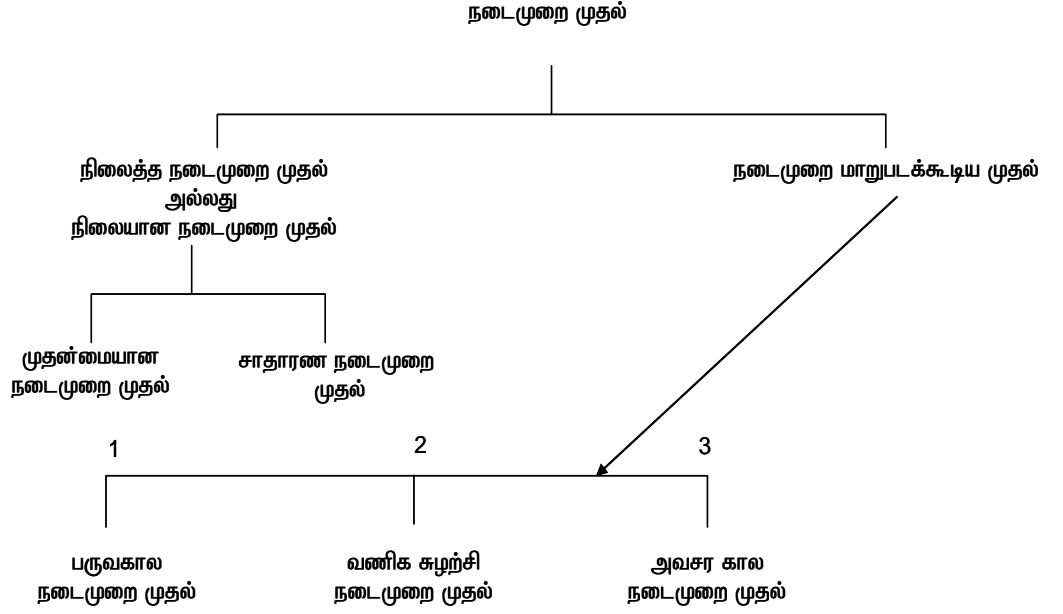 நடைமுறை முதல்
நிலைத்த நடைமுறை முதல்
அல்லது
நிலையான நடைமுறை முதல்
நடைமுறை மாறுபடக்கூடிய முதல்
முதன்மையான
நடைமுறை முதல்
சாதாரண நடைமுறை
முதல்
1
2
3
பருவகால
நடைமுறை முதல்
வணிக சுழற்சி
நடைமுறை முதல்
அவசர கால
நடைமுறை முதல்